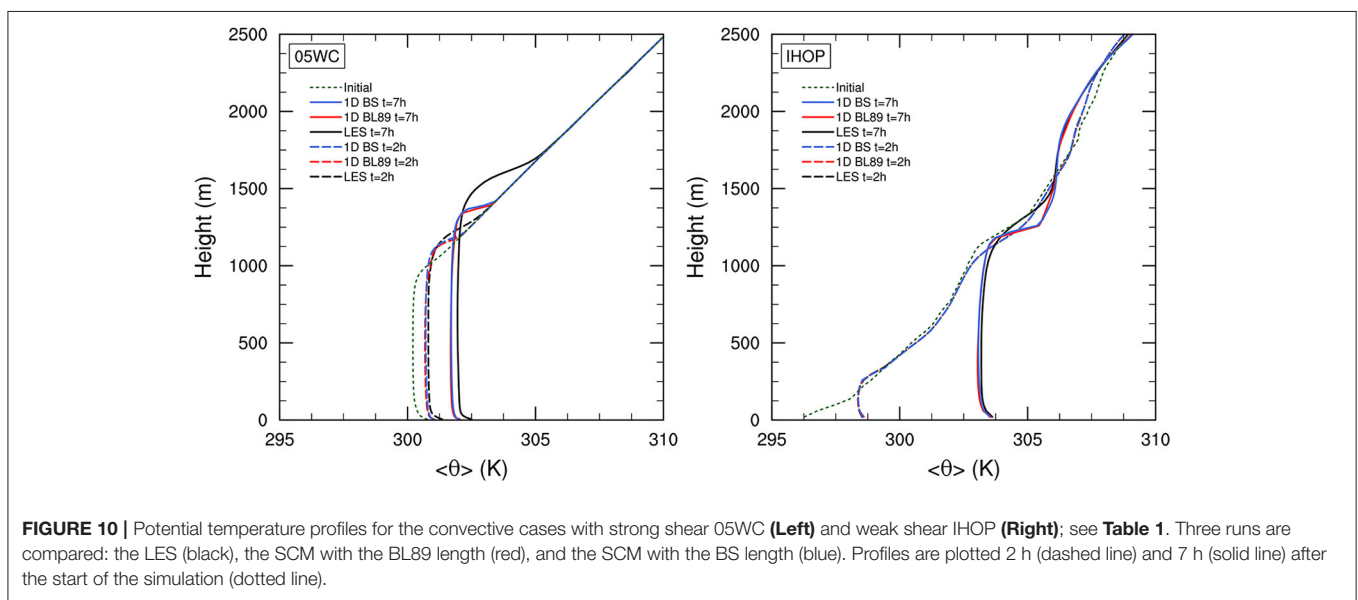 05WC
Initial
1D BS t=7h
1D BL89 t=7h
LES t=7h
1D BS t=2h
1D BL89 t=2h
LES t=2h
2500
2000
1500
1000
500
0
Height (m)
295 300 305 310
<θ> (K)
IHOP
Initial
1D BS t=7h
1D BL89 t=7h
LES t=7h
1D BS t=2h
1D BL89 t=2h
LES t=2h
2500
2000
1500
1000
500
0
Height (m)
295 300 305 310
<θ> (K)
FIGURE 10 | Potential temperature profiles for the convective cases with strong shear 05WC (Left) and weak shear IHOP (Right); see Table 1. Three runs are
compared: the LES (black), the SCM with the BL89 length (red), and the SCM with the BS length (blue). Profiles are plotted 2 h (dashed line) and 7 h (solid line) after
the start of the simulation (dotted line).